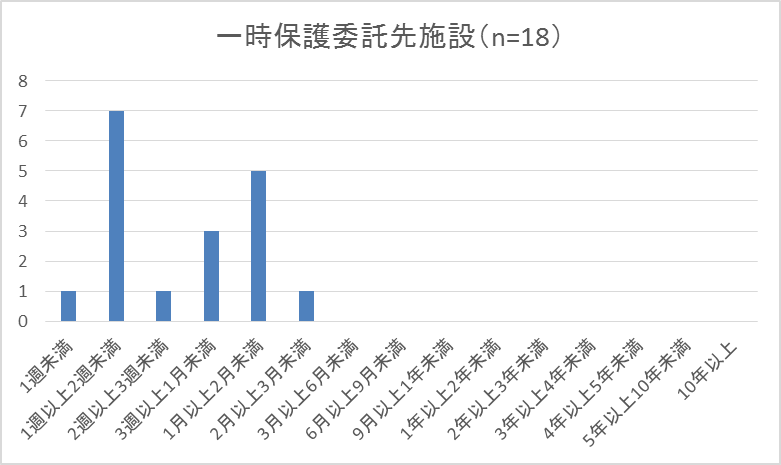 一時保護委託先施設（n=18）
8
7
6
5
4
3
2
1
0
1週未満
1週以上2週未満
2週以上3週未満
3週以上1月未満
1月以上2月未満
2月以上3月未満
3月以上6月未満
6月以上9月未満
9月以上1年未満
1年以上2年未満
2年以上3年未満
3年以上4年未満
4年以上5年未満
5年以上10年未満
10年以上